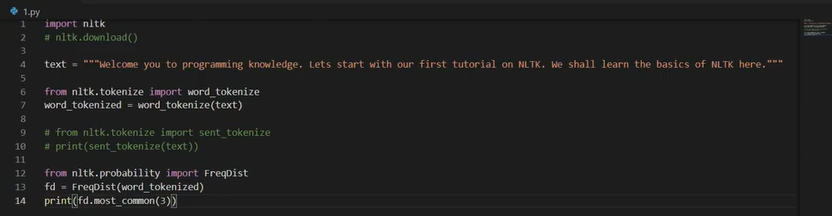 1.py
1 import nltk
2 # nltk.download()
3
4 text = """Welcome you to programming knowledge. Lets start with our first tutorial on NLTK. We shall learn the basics of NLTK here."""
5
6 from nltk.tokenize import word_tokenize
7 word_tokenized = word_tokenize(text)
8
9 # from nltk.tokenize import sent_tokenize
10 # print(sent_tokenize(text))
11
12 from nltk.probability import FreqDist
13 fd = FreqDist(word_tokenized)
14 print(fd.most_common(3))